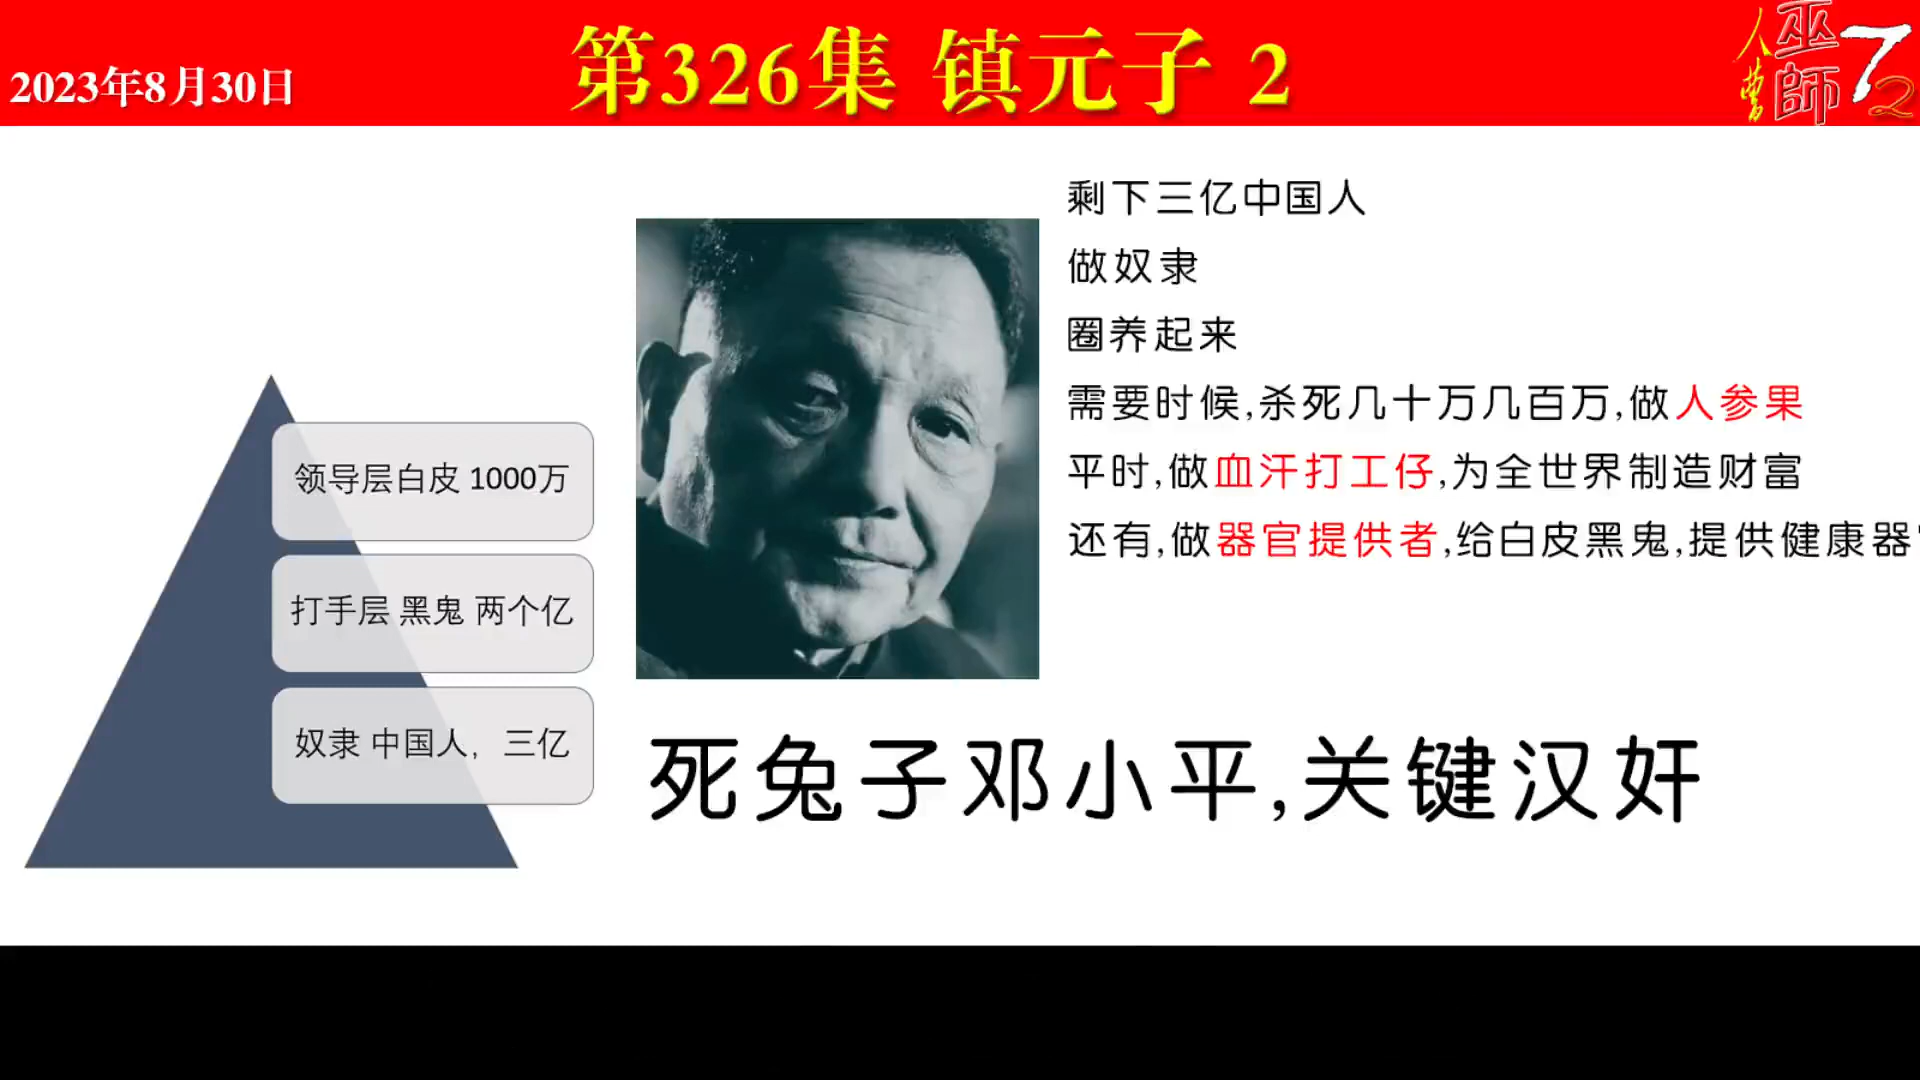 2023年8月30日
第326集 镇元子 2
人曹
巫師
72
剩下三亿中国人
做奴隶
圈养起来
需要时候,杀死几十万几百万,做人参果
平时,做血汗打工仔,为全世界制造财富
还有,做器官提供者,给白皮黑鬼,提供健康器
领导层白皮 1000万
打手层 黑鬼 两个亿
奴隶 中国人，三亿
死兔子邓小平,关键汉奸